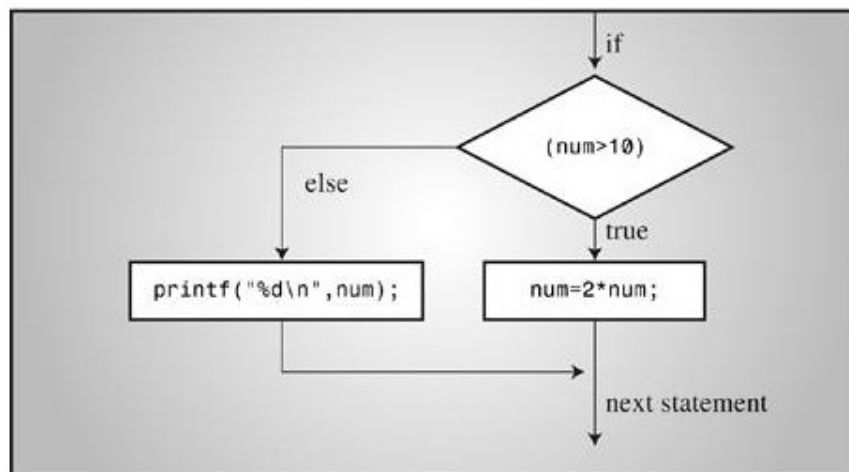 if
(num>10)
else
true
printf("%d\n",num);
num=2*num;
next statement